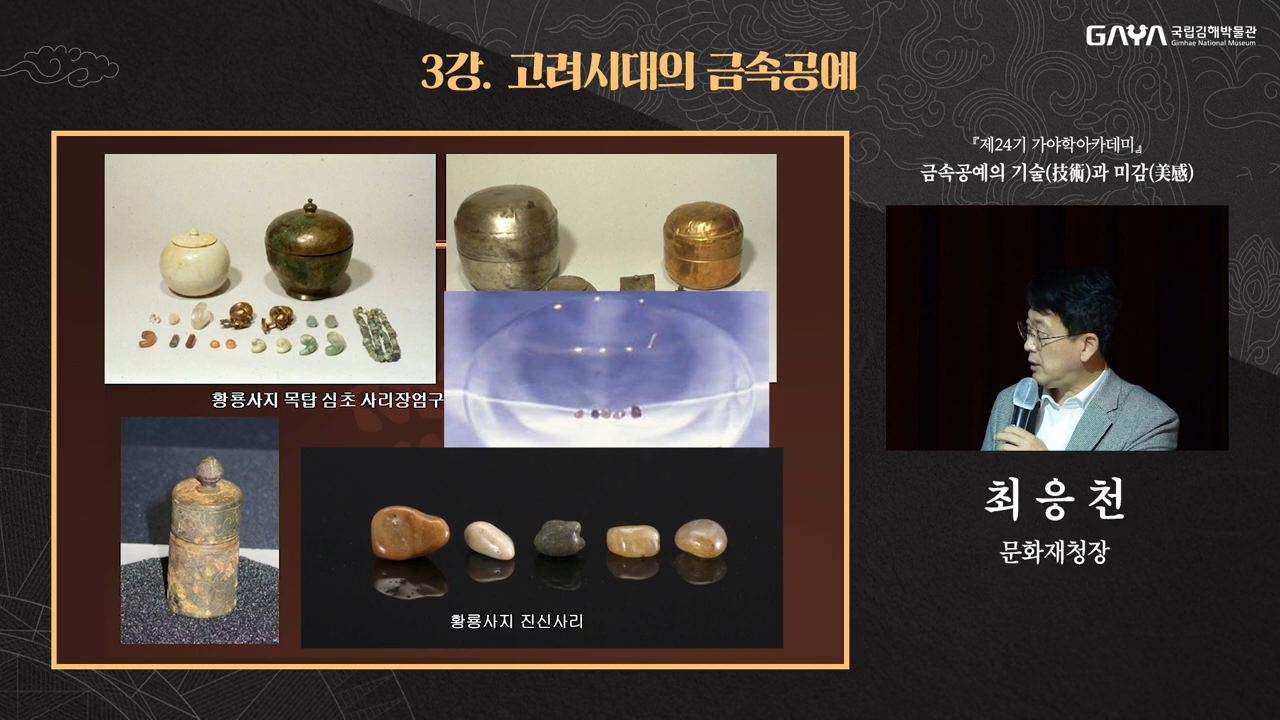 GAYA 국립김해박물관
Gimhae National Museum
3강. 고려시대의 금속공예
『제24기 가야학아카데미』
금속공예의 기술(技術)과 미감(美感)
황룡사지 목탑 심초 사리장엄구
황룡사지 진신사리
최응천
문화재청장